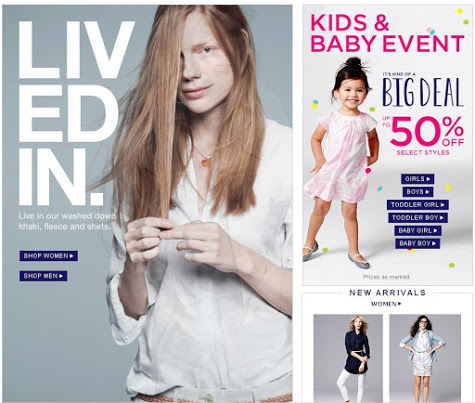 LIV
ED
IN.
Live in our washed down
khaki, fleece and shirts.
SHOP WOMEN ▸
SHOP MEN ▸
KIDS &
BABY EVENT
IT'S KIND OF A
BIG DEAL
UP TO
50% OFF
SELECT STYLES
GIRLS ▸
BOYS ▸
TODDLER GIRL ▸
TODDLER BOY ▸
BABY GIRL ▸
BABY BOY ▸
Prices as marked.
NEW ARRIVALS
WOMEN ▸